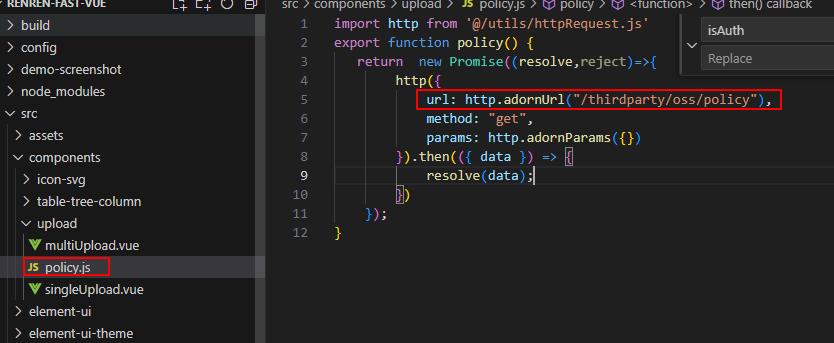 RENREN-FAST-VUE
build
config
demo-screenshot
node_modules
src
assets
components
icon-svg
table-tree-column
upload
multiUpload.vue
JS policy.js
singleUpload.vue
element-ui
element-ui-theme
src > components > upload > JS policy.js > policy > <function> > then() callback
1 import http from '@/utils/httpRequest.js'
2 export function policy() {
3 return  new Promise((resolve,reject)=>{
4 http({
5 url: http.adornUrl("/thirdparty/oss/policy"),
6 method: "get",
7 params: http.adornParams({})
8 }).then(({ data }) => {
9 resolve(data);
10 })
11 });
12 }
isAuth
Replace